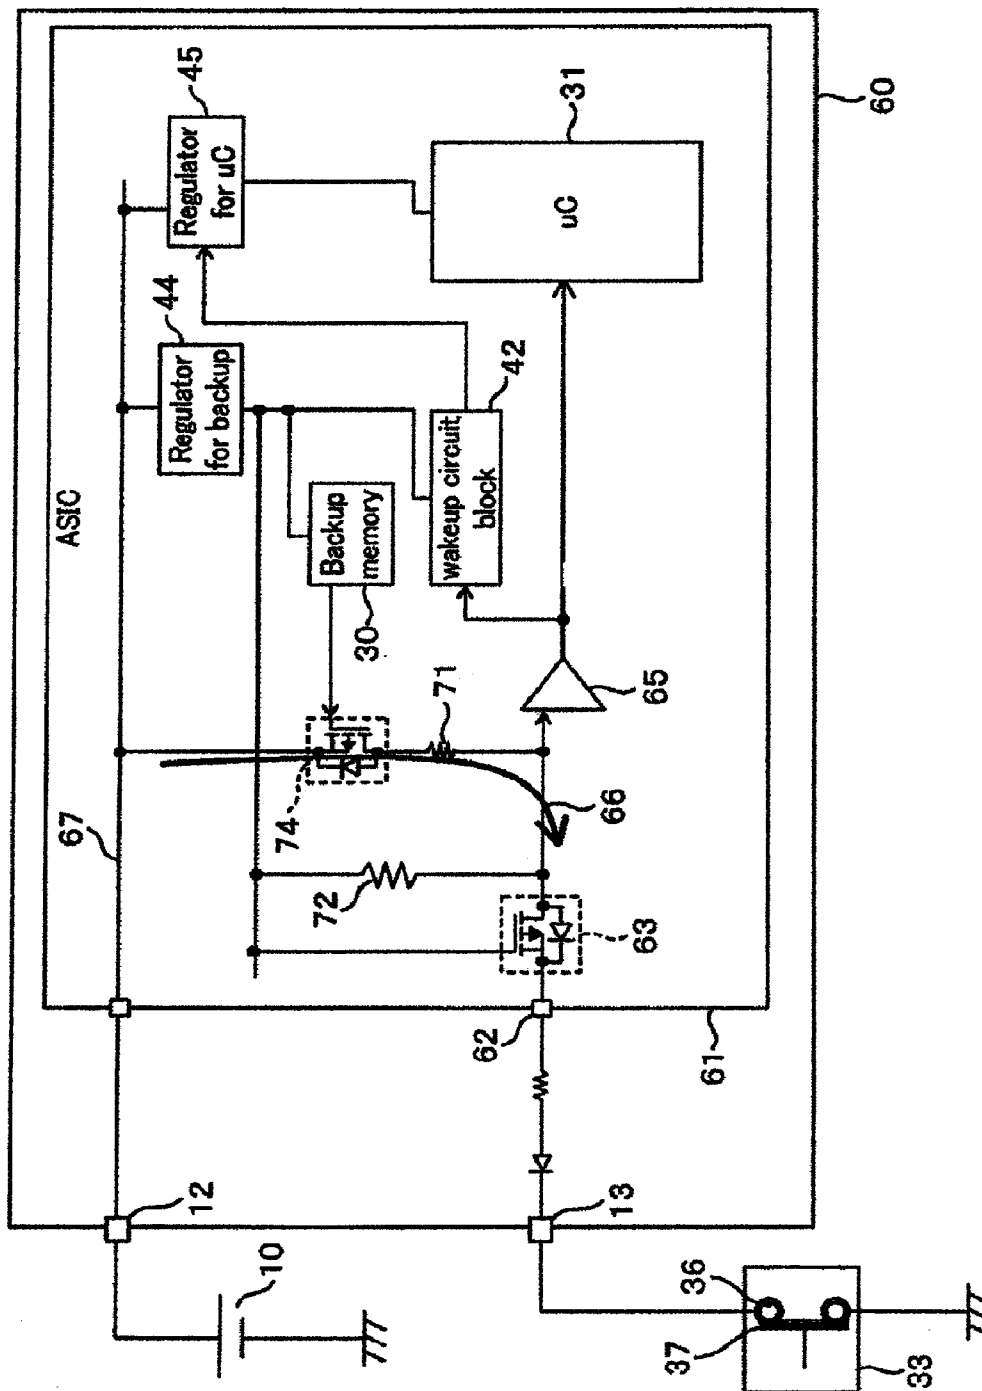 ASIC
67
12
10
44
45
Regulator
for backup
Regulator
for uC
74
30
Backup
memory
42
wakeup circuit
block
31
uC
72
71
66
65
63
62
61
60
13
36
37
33